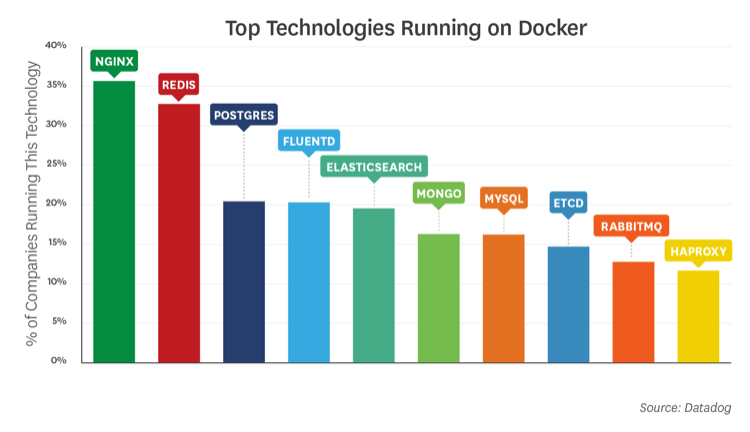 Top Technologies Running on Docker
% of Companies Running This Technology
40%
35%
30%
25%
20%
15%
10%
5%
0%
NGINX
REDIS
POSTGRES
FLUENTD
ELASTICSEARCH
MONGO
MYSQL
ETCD
RABBITMQ
HAPROXY
Source: Datadog